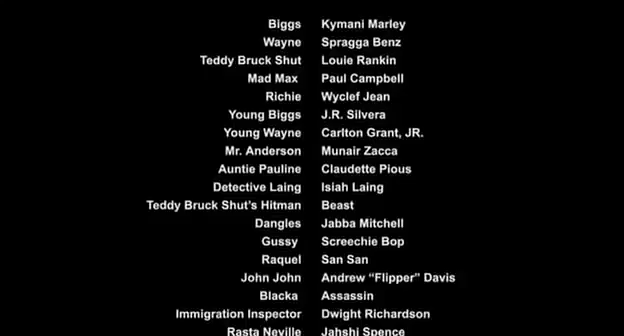 Biggs Kymani Marley
Wayne Spragga Benz
Teddy Bruck Shut Louie Rankin
Mad Max Paul Campbell
Richie Wyclef Jean
Young Biggs J.R. Silvera
Young Wayne Carlton Grant, JR.
Mr. Anderson Munair Zacca
Auntie Pauline Claudette Pious
Detective Laing Isiah Laing
Teddy Bruck Shut's Hitman Beast
Dangles Jabba Mitchell
Gussy Screechie Bop
Raquel San San
John John Andrew “Flipper” Davis
Blacka Assassin
Immigration Inspector Dwight Richardson
Rasta Neville Jahshi Spence